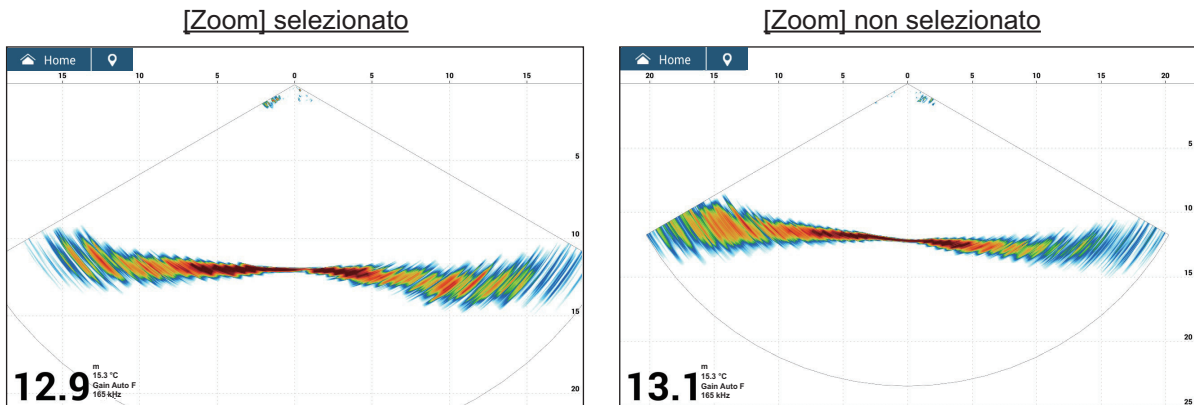 [Zoom] selezionato
[Zoom] non selezionato
Home
15 10 5 0 5 10 15
5
10
15
20
12.9
m
15.3 °C
Gain Auto F
165 kHz
Home
20 15 10 5 0 5 10 15 20
5
10
15
20
25
13.1
m
15.3 °C
Gain Auto F
165 kHz